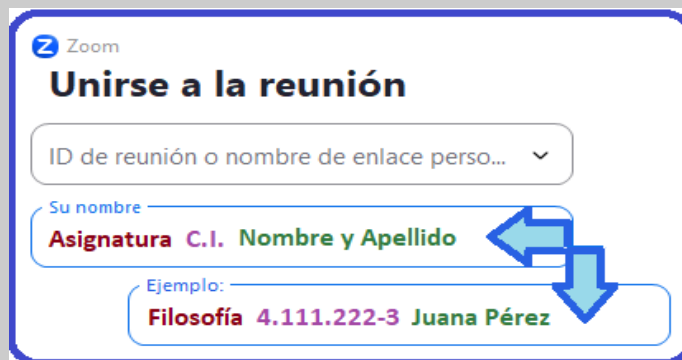 Zoom
Unirse a la reunión
ID de reunión o nombre de enlace perso...
Su nombre
Asignatura C.I. Nombre y Apellido
Ejemplo:
Filosofía 4.111.222-3 Juana Pérez